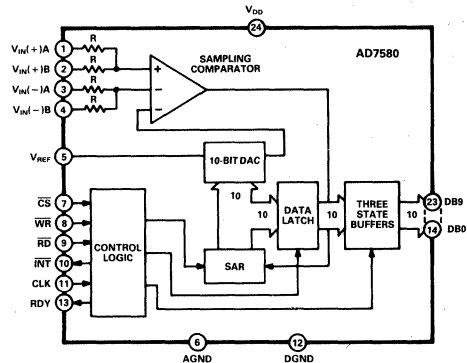 VDD
24
AD7580
VIN(+)A 1 R
VIN(+)B 2 R
VIN(−)A 3 R
VIN(−)B 4 R
SAMPLING
COMPARATOR
+
−
−
VREF 5
10-BIT DAC
10
10
CS 7
WR 8
RD 9
INT 10
CLK 11
RDY 13
CONTROL
LOGIC
SAR
10
DATA
LATCH
10
THREE
STATE
BUFFERS
10
23 DB9
14 DB0
6
AGND
12
DGND